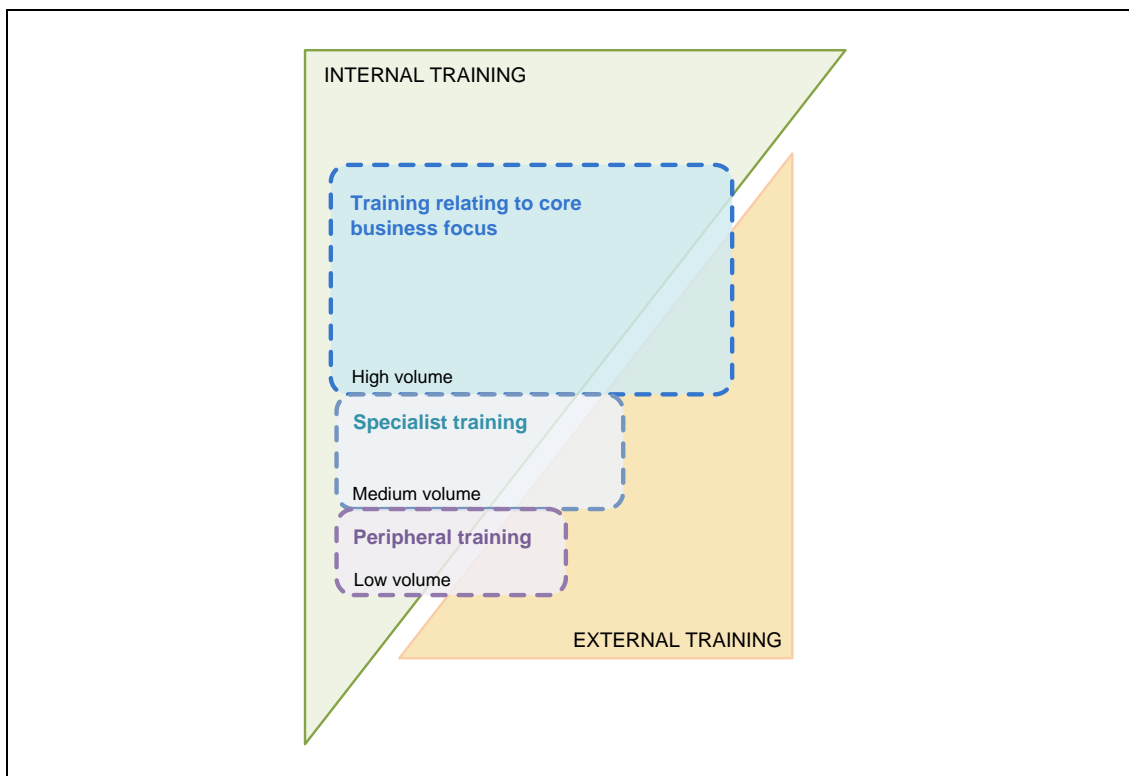 INTERNAL TRAINING
Training relating to core
business focus
High volume
Specialist training
Medium volume
Peripheral training
Low volume
EXTERNAL TRAINING